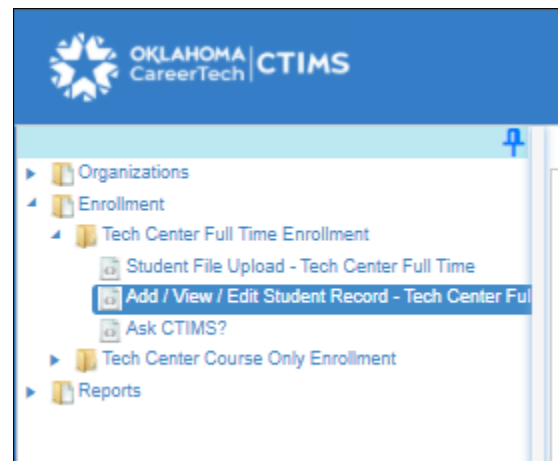 OKLAHOMA
CareerTech
CTIMS
Organizations
Enrollment
Tech Center Full Time Enrollment
Student File Upload - Tech Center Full Time
Add / View / Edit Student Record - Tech Center Ful
Ask CTIMS?
Tech Center Course Only Enrollment
Reports